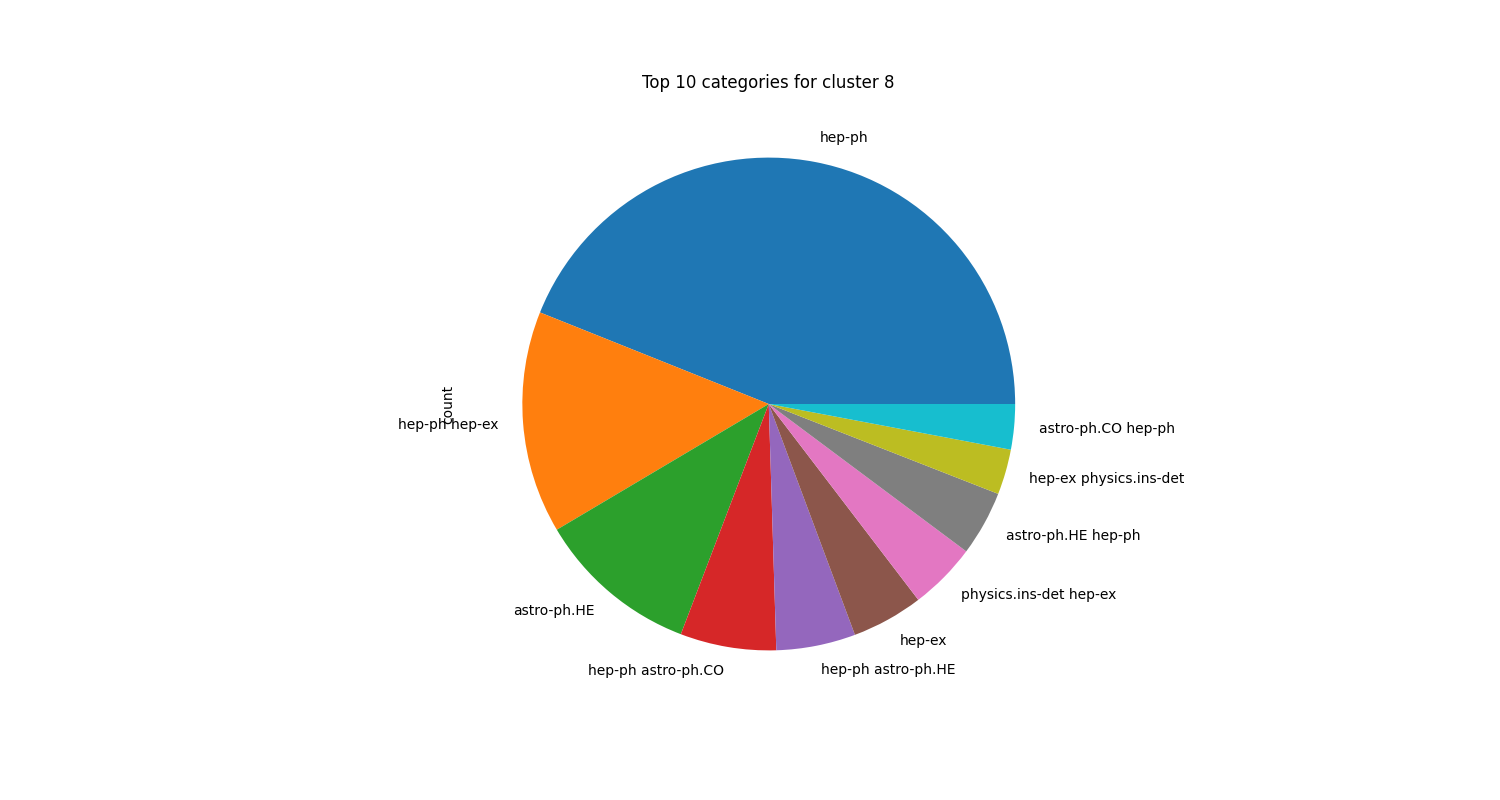 Top 10 categories for cluster 8
hep-ph
count
hep-ph hep-ex
astro-ph.CO hep-ph
hep-ex physics.ins-det
astro-ph.HE hep-ph
physics.ins-det hep-ex
astro-ph.HE
hep-ex
hep-ph astro-ph.CO
hep-ph astro-ph.HE